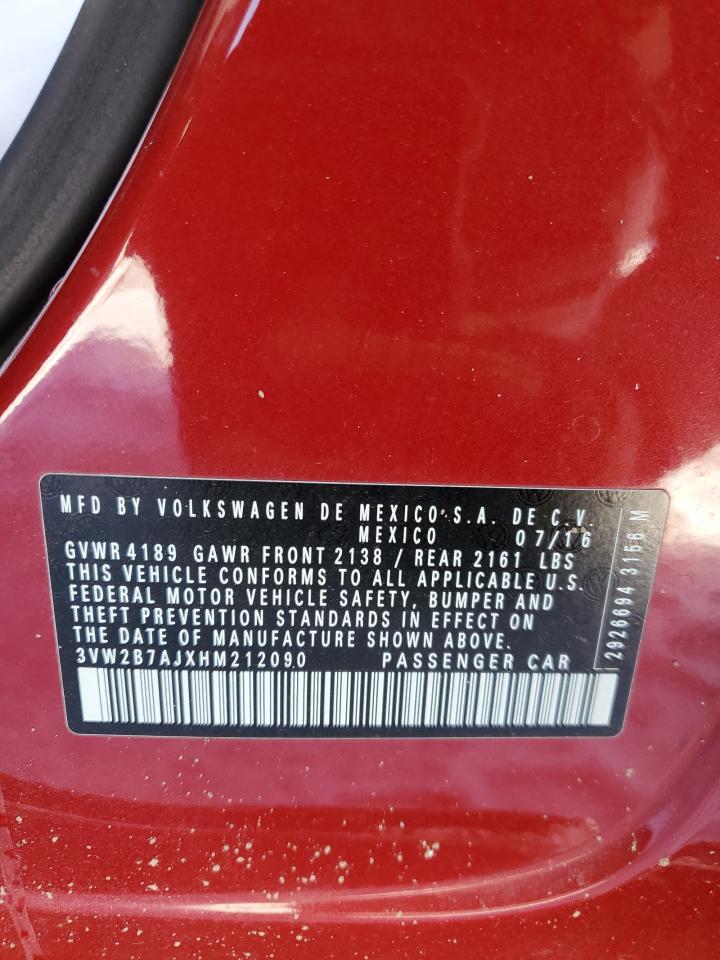 MFD BY VOLKSWAGEN DE MEXICO S.A. DE C.V.
MEXICO 07/16
GVWR 4189 GAWR FRONT 2138 / REAR 2161 LBS
THIS VEHICLE CONFORMS TO ALL APPLICABLE U.S.
FEDERAL MOTOR VEHICLE SAFETY, BUMPER AND
THEFT PREVENTION STANDARDS IN EFFECT ON
THE DATE OF MANUFACTURE SHOWN ABOVE.
3VW2B7AJXHM212090 PASSENGER CAR
2926694 3156 M